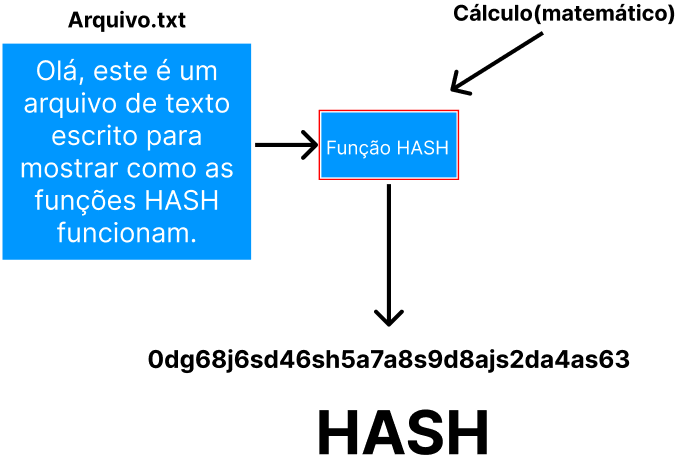 Arquivo.txt
Cálculo(matemático)
Olá, este é um
arquivo de texto
escrito para
mostrar como as
funções HASH
funcionam.
Função HASH
0dg68j6sd46sh5a7a8s9d8ajs2da4as63
HASH